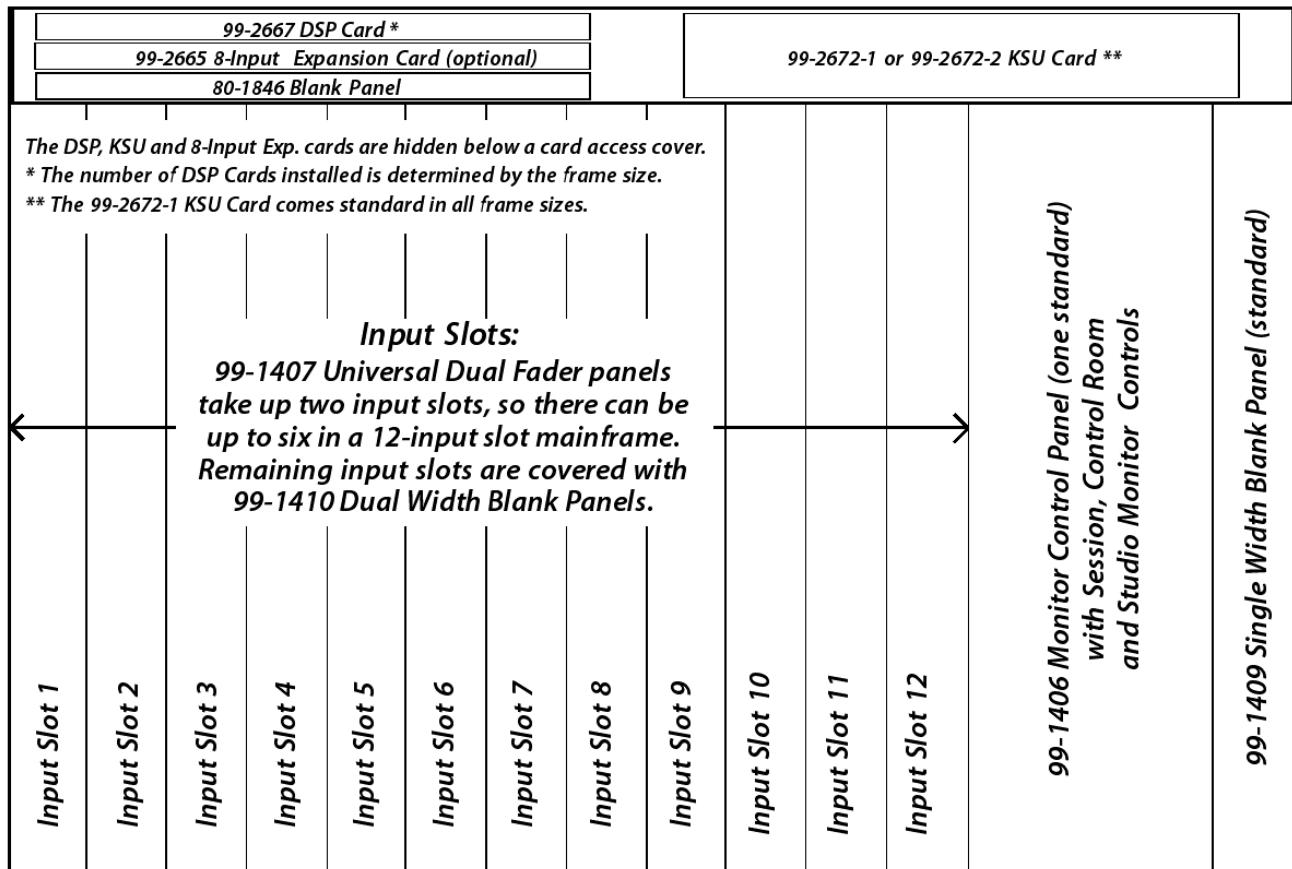 99-2667 DSP Card *
99-2665 8-Input Expansion Card (optional)
80-1846 Blank Panel
99-2672-1 or 99-2672-2 KSU Card **
The DSP, KSU and 8-Input Exp. cards are hidden below a card access cover.
* The number of DSP Cards installed is determined by the frame size.
** The 99-2672-1 KSU Card comes standard in all frame sizes.
Input Slots:
99-1407 Universal Dual Fader panels
take up two input slots, so there can be
up to six in a 12-input slot mainframe.
Remaining input slots are covered with
99-1410 Dual Width Blank Panels.
Input Slot 1
Input Slot 2
Input Slot 3
Input Slot 4
Input Slot 5
Input Slot 6
Input Slot 7
Input Slot 8
Input Slot 9
Input Slot 10
Input Slot 11
Input Slot 12
99-1406 Monitor Control Panel (one standard)
with Session, Control Room
and Studio Monitor Controls
99-1409 Single Width Blank Panel (standard)